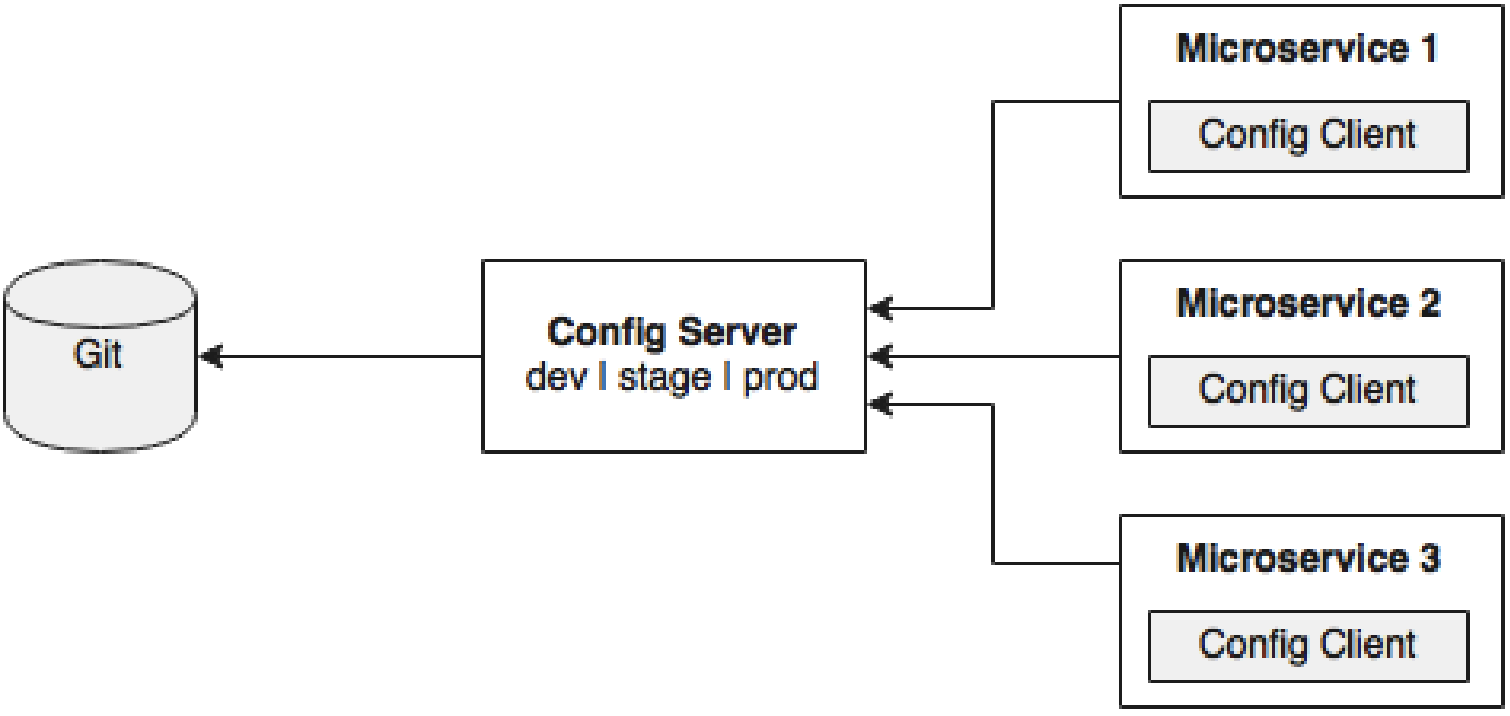 Microservice 1
Config Client
Git
Config Server
dev | stage | prod
Microservice 2
Config Client
Microservice 3
Config Client